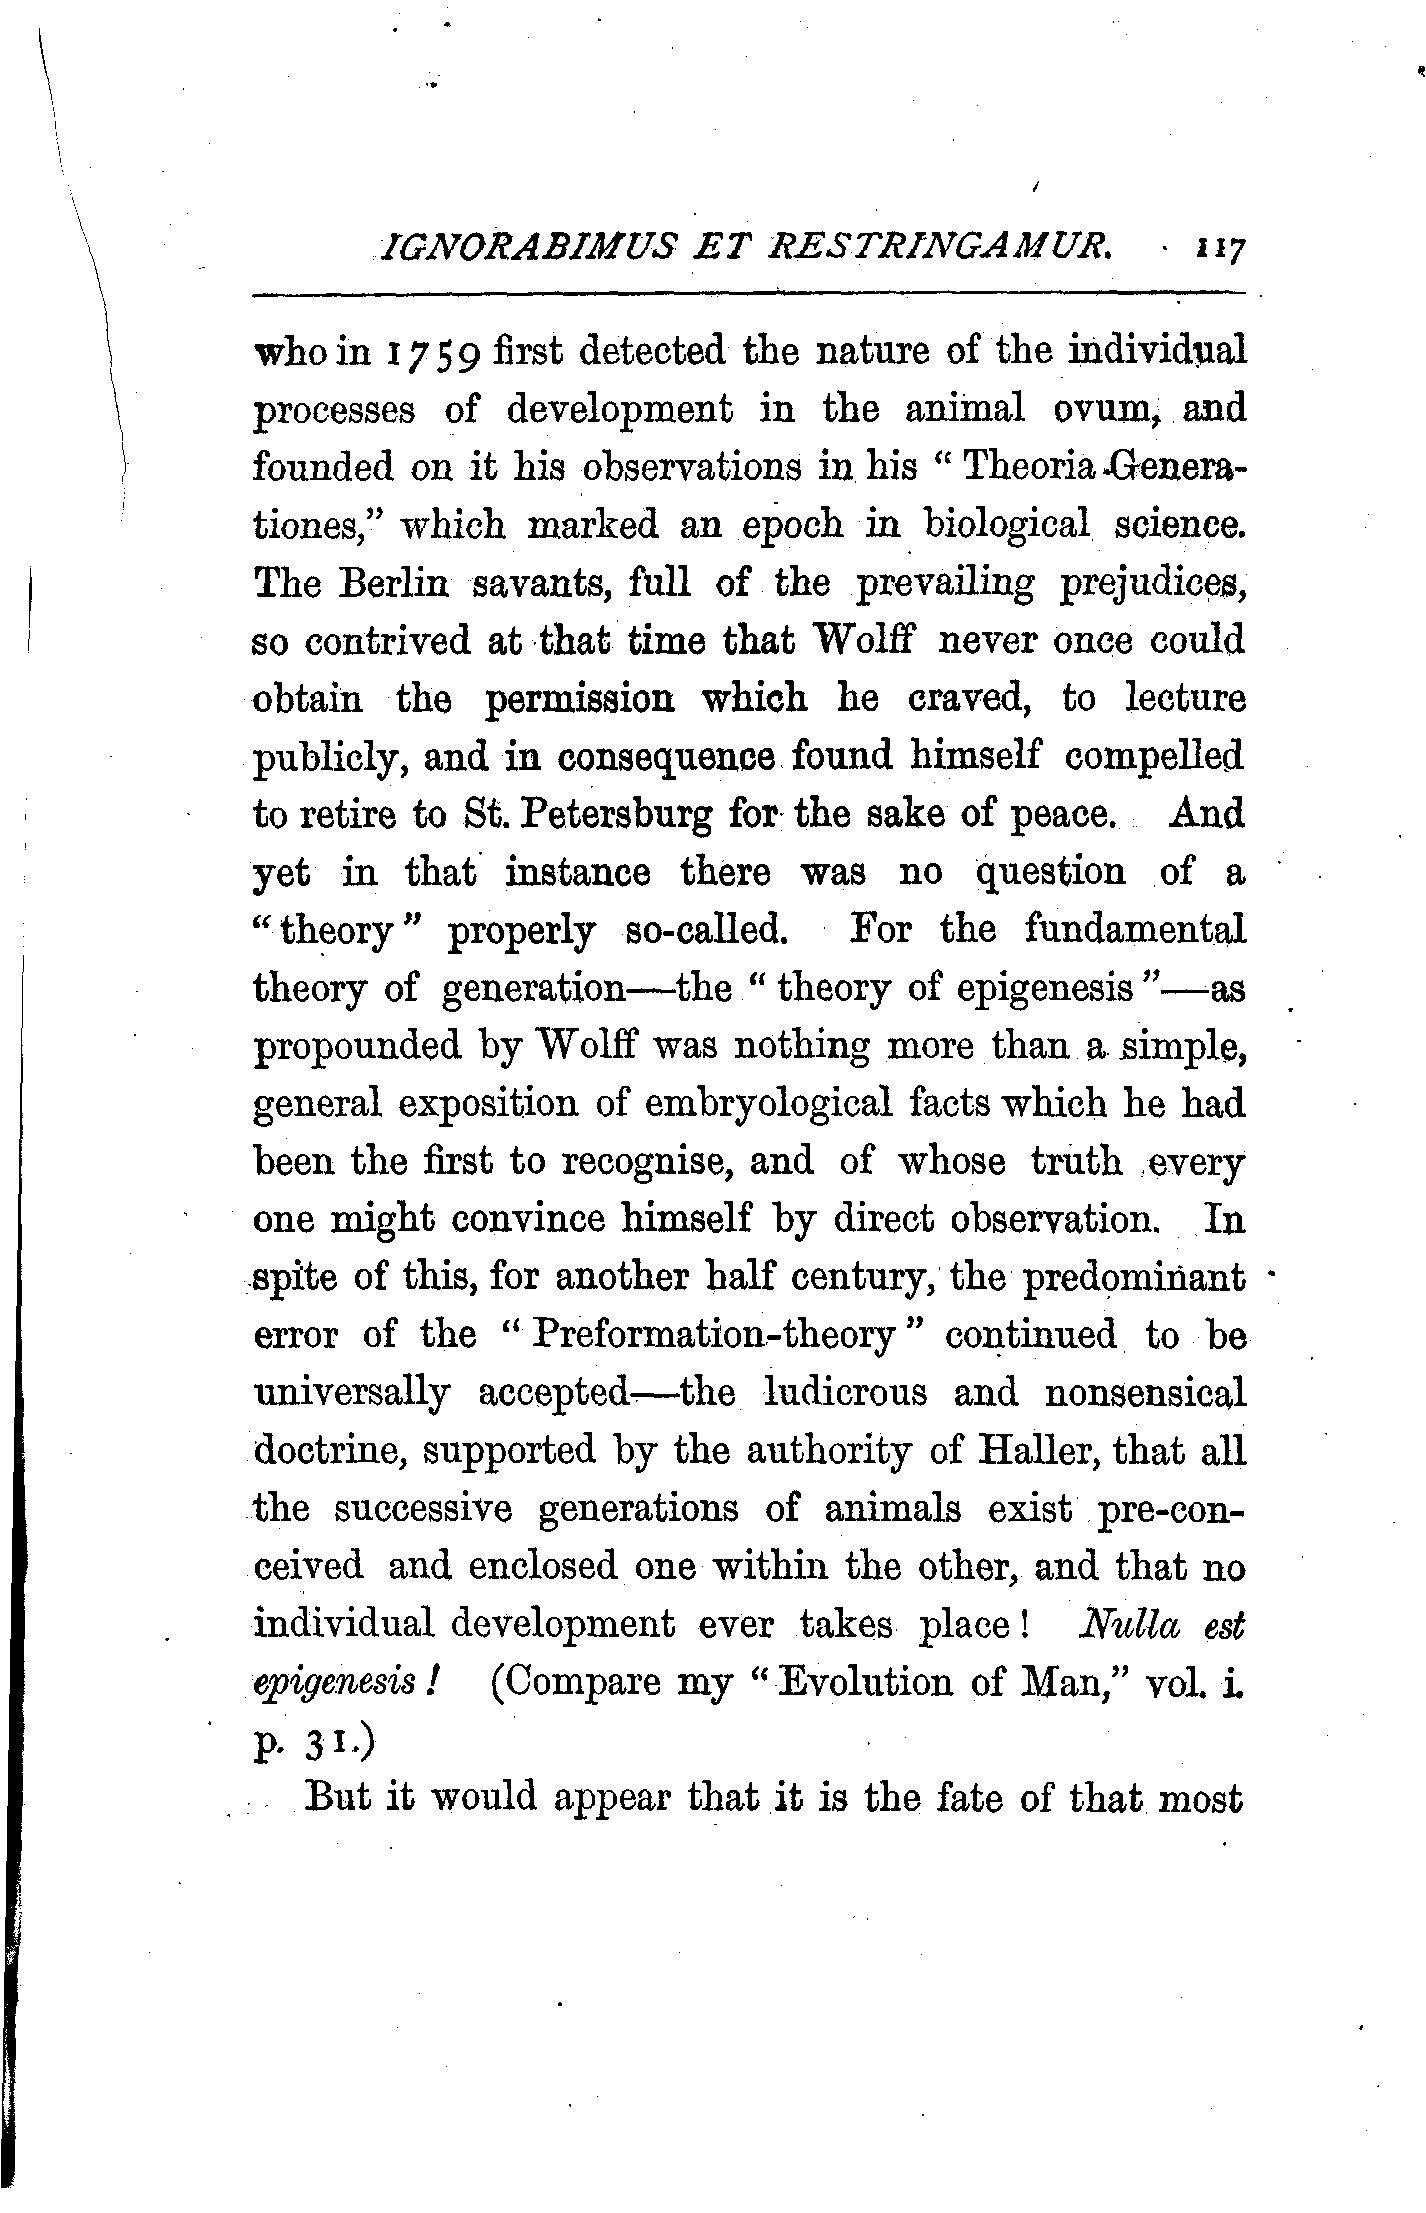 IGNORABIMUS ET RESTRINGAMUR. 117
who in 1759 first detected the nature of the individual
processes of development in the animal ovum, and
founded on it his observations in his “Theoria Genera-
tiones,” which marked an epoch in biological science.
The Berlin savants, full of the prevailing prejudices,
so contrived at that time that Wolff never once could
obtain the permission which he craved, to lecture
publicly, and in consequence found himself compelled
to retire to St. Petersburg for the sake of peace. And
yet in that instance there was no question of a
“theory” properly so-called. For the fundamental
theory of generation—the “theory of epigenesis”—as
propounded by Wolff was nothing more than a simple,
general exposition of embryological facts which he had
been the first to recognise, and of whose truth every
one might convince himself by direct observation. In
spite of this, for another half century, the predominant
error of the “Preformation-theory” continued to be
universally accepted—the ludicrous and nonsensical
doctrine, supported by the authority of Haller, that all
the successive generations of animals exist pre-con-
ceived and enclosed one within the other, and that no
individual development ever takes place! Nulla est
epigenesis! (Compare my “Evolution of Man,” vol. i.
p. 31.)
But it would appear that it is the fate of that most